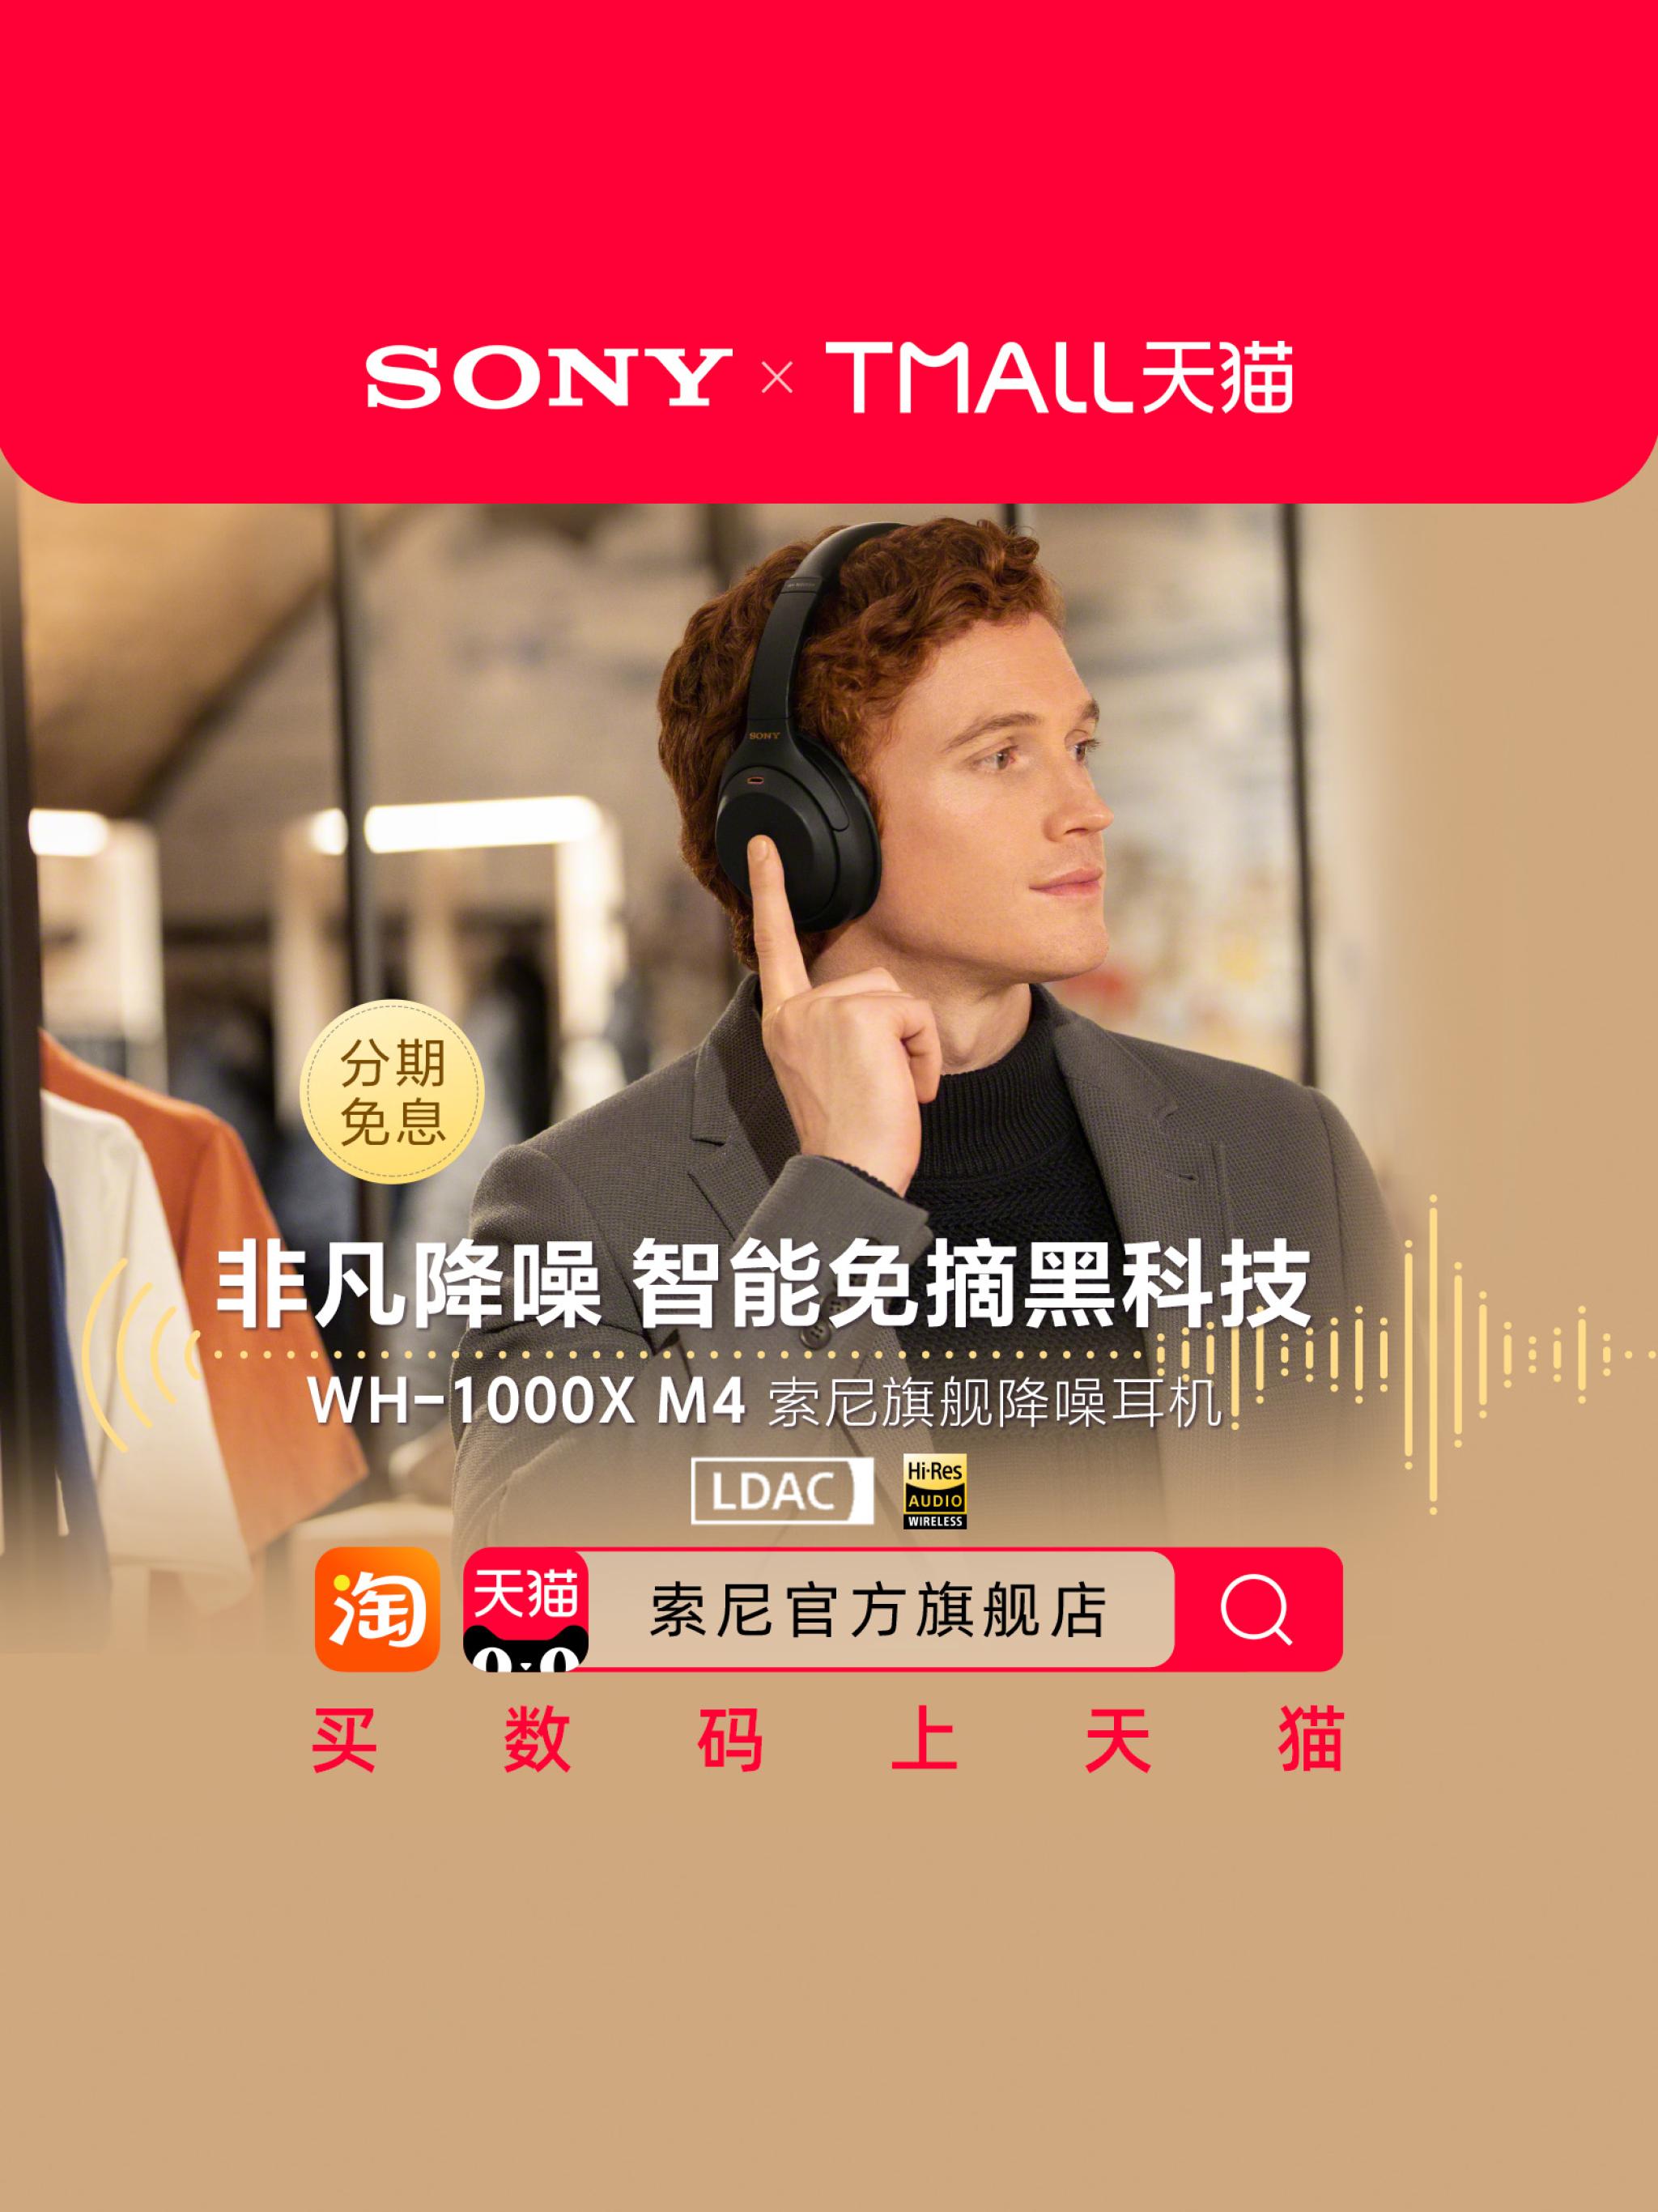 SONY × TMALL天猫
SONY
分期
免息
非凡降噪 智能免摘黑科技
WH-1000X M4 索尼旗舰降噪耳机
LDAC
Hi-Res
AUDIO
WIRELESS
淘 天猫 索尼官方旗舰店
买数码上天猫